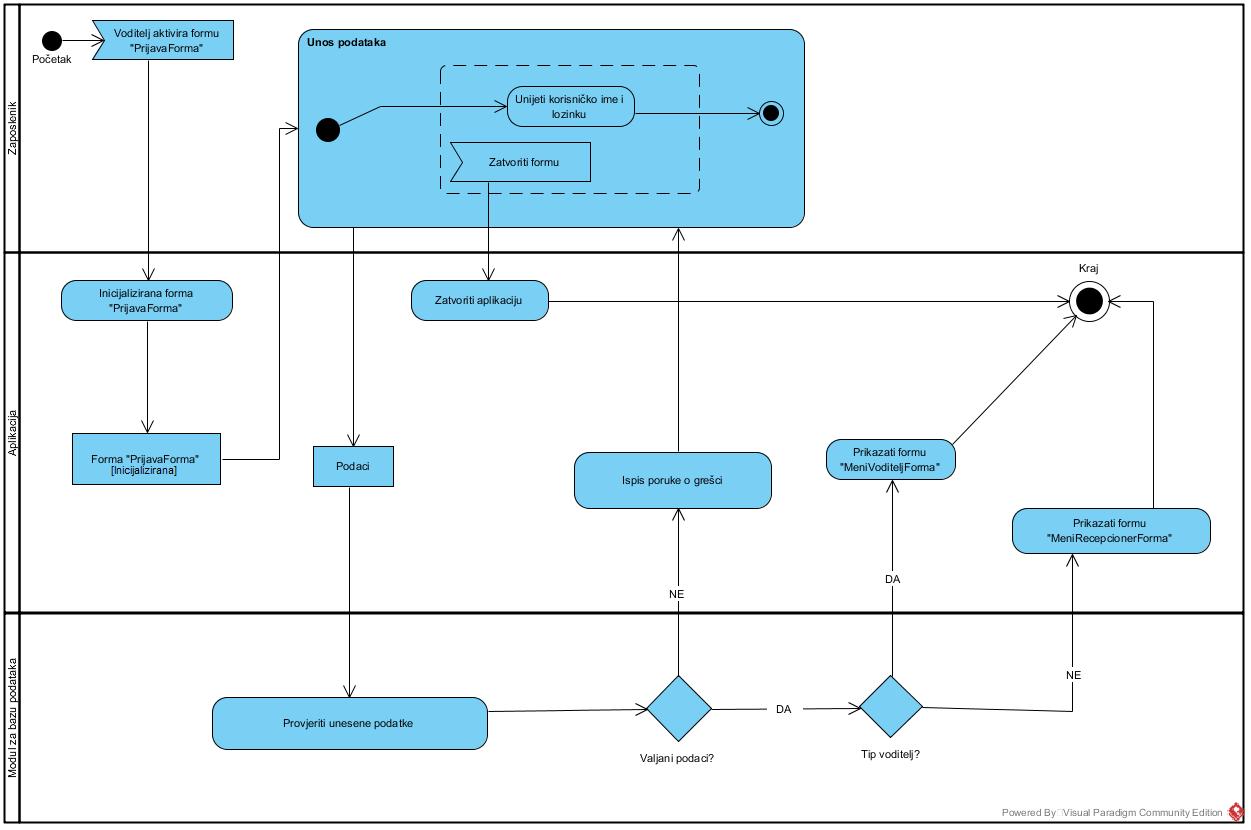 Zaposlenik
Početak
Voditelj aktivira formu
"PrijavaForma"
Unos podataka
Unijeti korisničko ime i
lozinku
Zatvoriti formu
Aplikacija
Inicijalizirana forma
"PrijavaForma"
Zatvoriti aplikaciju
Kraj
Forma "PrijavaForma"
[Inicijalizirana]
Podaci
Ispis poruke o grešci
Prikazati formu
"MeniVoditeljForma"
Prikazati formu
"MeniRecepcionerForma"
NE
DA
NE
Modul za bazu podataka
Provjeriti unesene podatke
DA
Valjani podaci?
Tip voditelj?
Powered By Visual Paradigm Community Edition